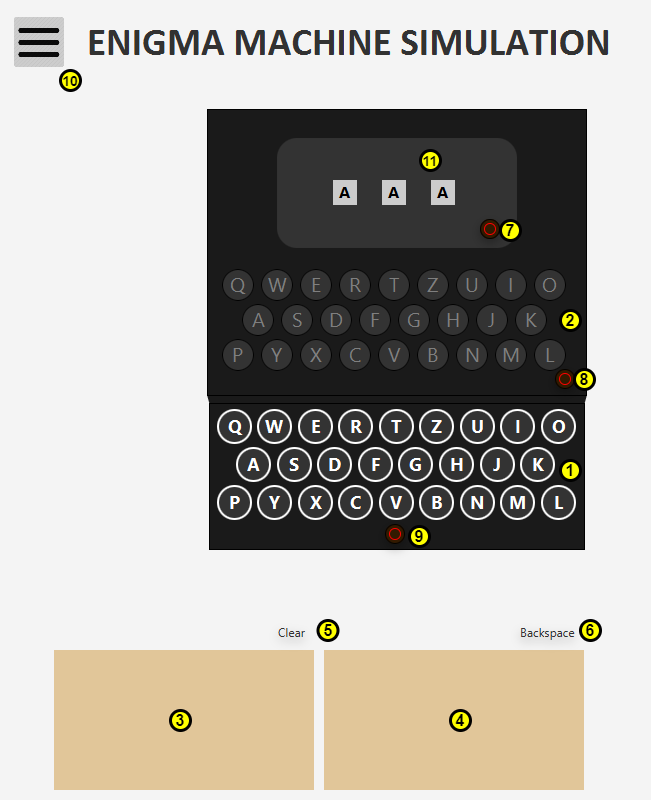 ENIGMA MACHINE SIMULATION
10
11
A A A
7
Q W E R T Z U I O
A S D F G H J K 2
P Y X C V B N M L
8
Q W E R T Z U I O
A S D F G H J K 1
P Y X C V B N M L
9
Clear 5 Backspace 6
3 4